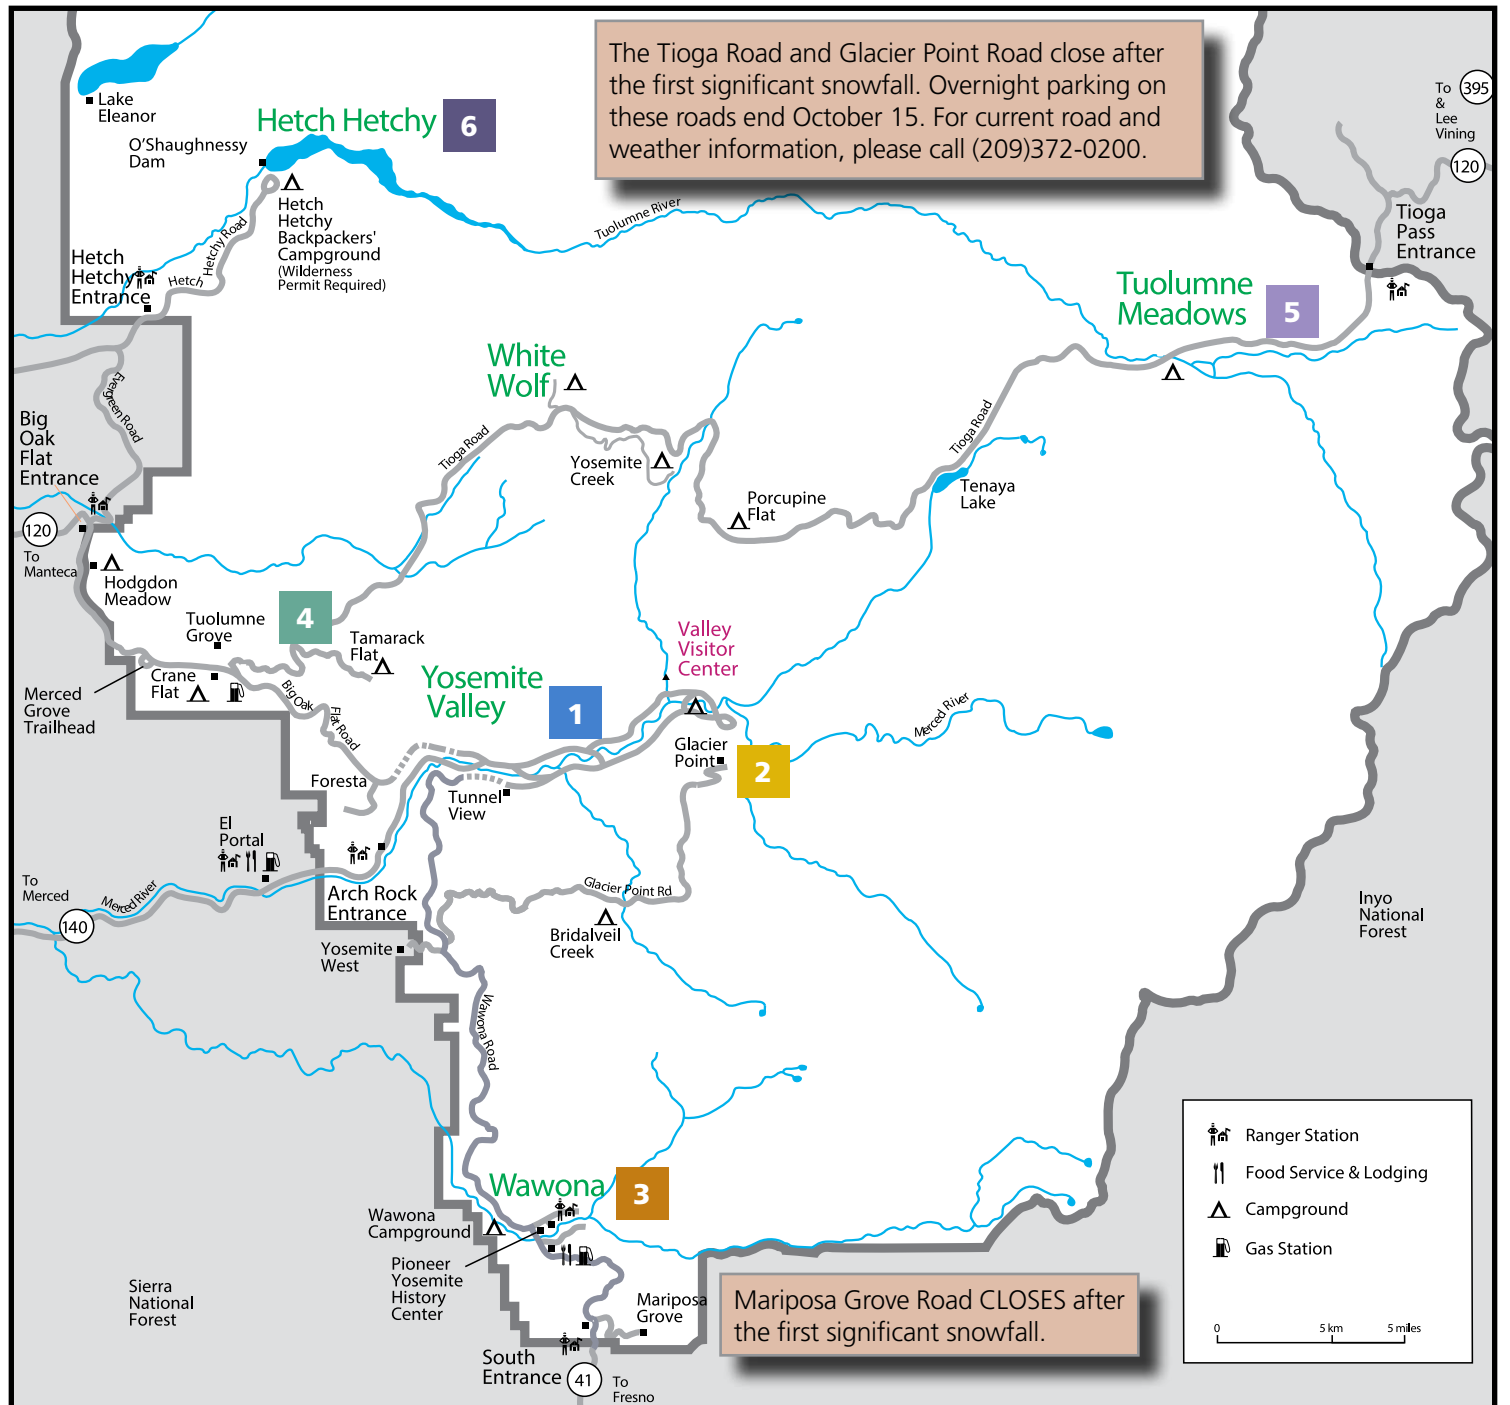 The Tioga Road and Glacier Point Road close after
the first significant snowfall. Overnight parking on
these roads end October 15. For current road and
weather information, please call (209)372-0200.
To
&
Lee
Vining
395
120
Lake
Eleanor
Hetch Hetchy
6
O'Shaughnessy
Dam
Hetch
Hetchy
Backpackers'
Campground
(Wilderness
Permit Required)
Tuolumne River
Tioga
Pass
Entrance
Hetch
Hetchy
Entrance
Hetch
Hetchy Road
Tuolumne
Meadows
5
White
Wolf
Evergreen Road
Big
Oak
Flat
Entrance
Tioga Road
Tioga Road
Yosemite
Creek
Porcupine
Flat
Tenaya
Lake
120
To
Manteca
Hodgdon
Meadow
4
Tuolumne
Grove
Tamarack
Flat
Valley
Visitor
Center
Crane
Flat
Merced
Grove
Trailhead
Big Oak
Flat Road
Yosemite
Valley
1
Merced River
Glacier
Point
2
Foresta
Tunnel
View
El
Portal
To
Merced
Merced River
140
Arch Rock
Entrance
Glacier Point Rd
Bridalveil
Creek
Yosemite
West
Inyo
National
Forest
Wawona Road
Wawona
3
Wawona
Campground
Pioneer
Yosemite
History
Center
Sierra
National
Forest
Mariposa
Grove
Mariposa Grove Road CLOSES after
the first significant snowfall.
South
Entrance
41
To
Fresno
Ranger Station
Food Service & Lodging
Campground
Gas Station
0
5 km
5 miles